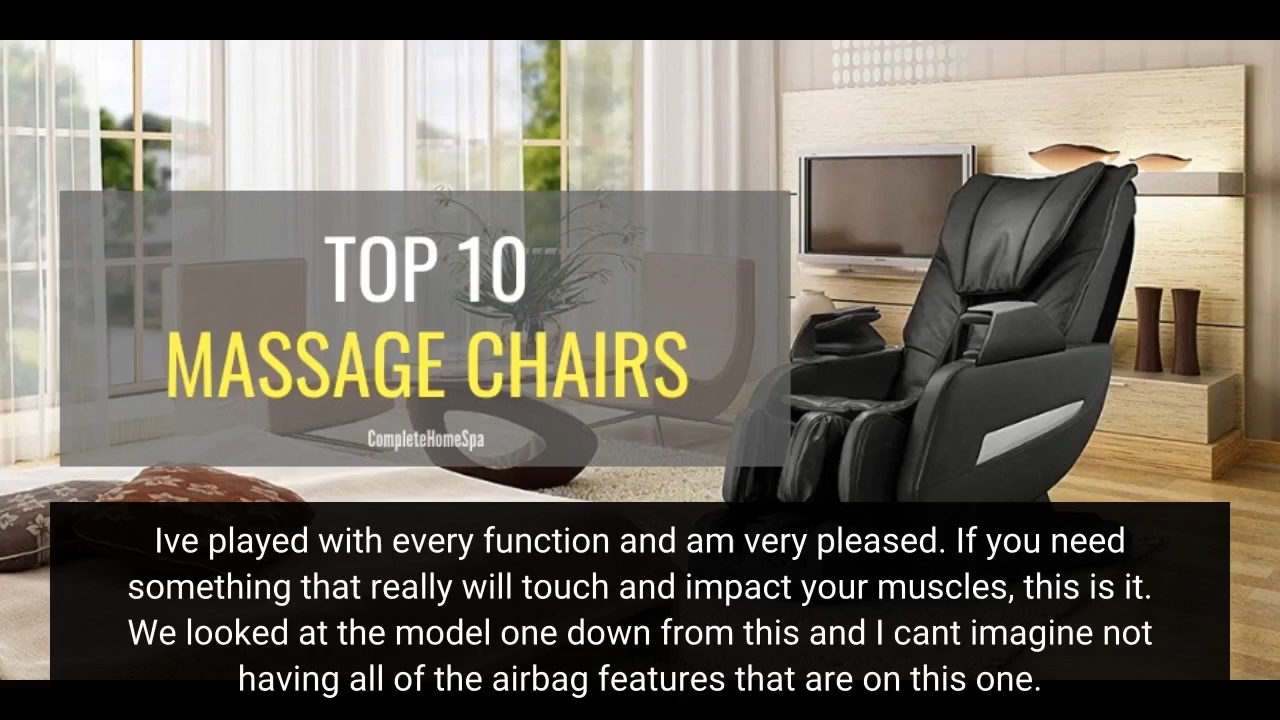 TOP 10
MASSAGE CHAIRS
CompleteHomeSpa
Ive played with every function and am very pleased. If you need
something that really will touch and impact your muscles, this is it.
We looked at the model one down from this and I cant imagine not
having all of the airbag features that are on this one.